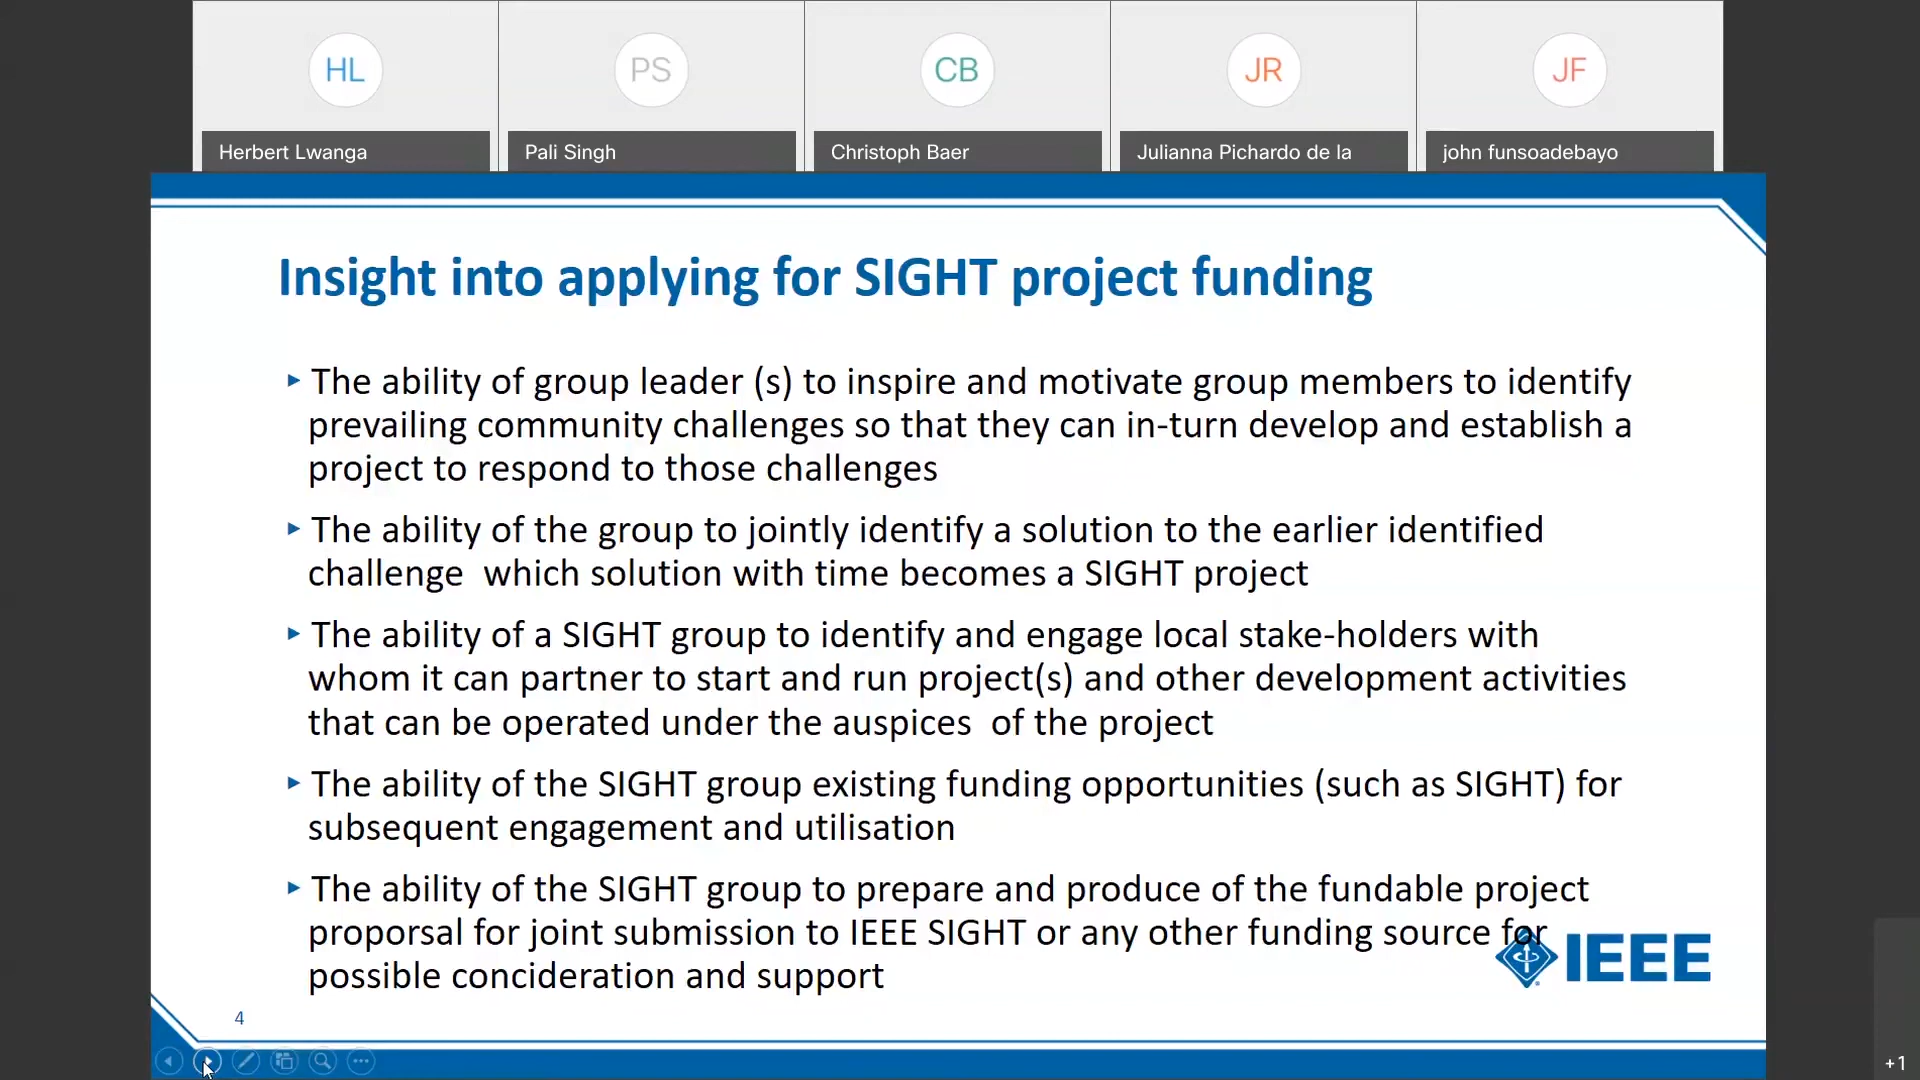 HL
PS
CB
JR
JF
Herbert Lwanga
Pali Singh
Christoph Baer
Julianna Pichardo de la
john funsoadebayo
Insight into applying for SIGHT project funding
▸ The ability of group leader (s) to inspire and motivate group members to identify
prevailing community challenges so that they can in-turn develop and establish a
project to respond to those challenges
▸ The ability of the group to jointly identify a solution to the earlier identified
challenge  which solution with time becomes a SIGHT project
▸ The ability of a SIGHT group to identify and engage local stake-holders with
whom it can partner to start and run project(s) and other development activities
that can be operated under the auspices  of the project
▸ The ability of the SIGHT group existing funding opportunities (such as SIGHT) for
subsequent engagement and utilisation
▸ The ability of the SIGHT group to prepare and produce of the fundable project
proporsal for joint submission to IEEE SIGHT or any other funding source for
possible concideration and support
IEEE
4
+1